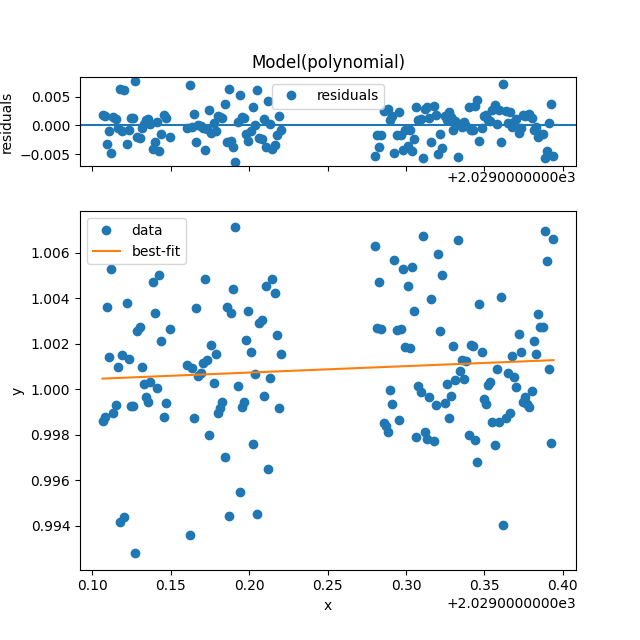 Model(polynomial)
residuals
0.005
0.000
−0.005
residuals
+2.0290000000e3
data
best-fit
y
1.006
1.004
1.002
1.000
0.998
0.996
0.994
0.10 0.15 0.20 0.25 0.30 0.35 0.40
x
+2.0290000000e3